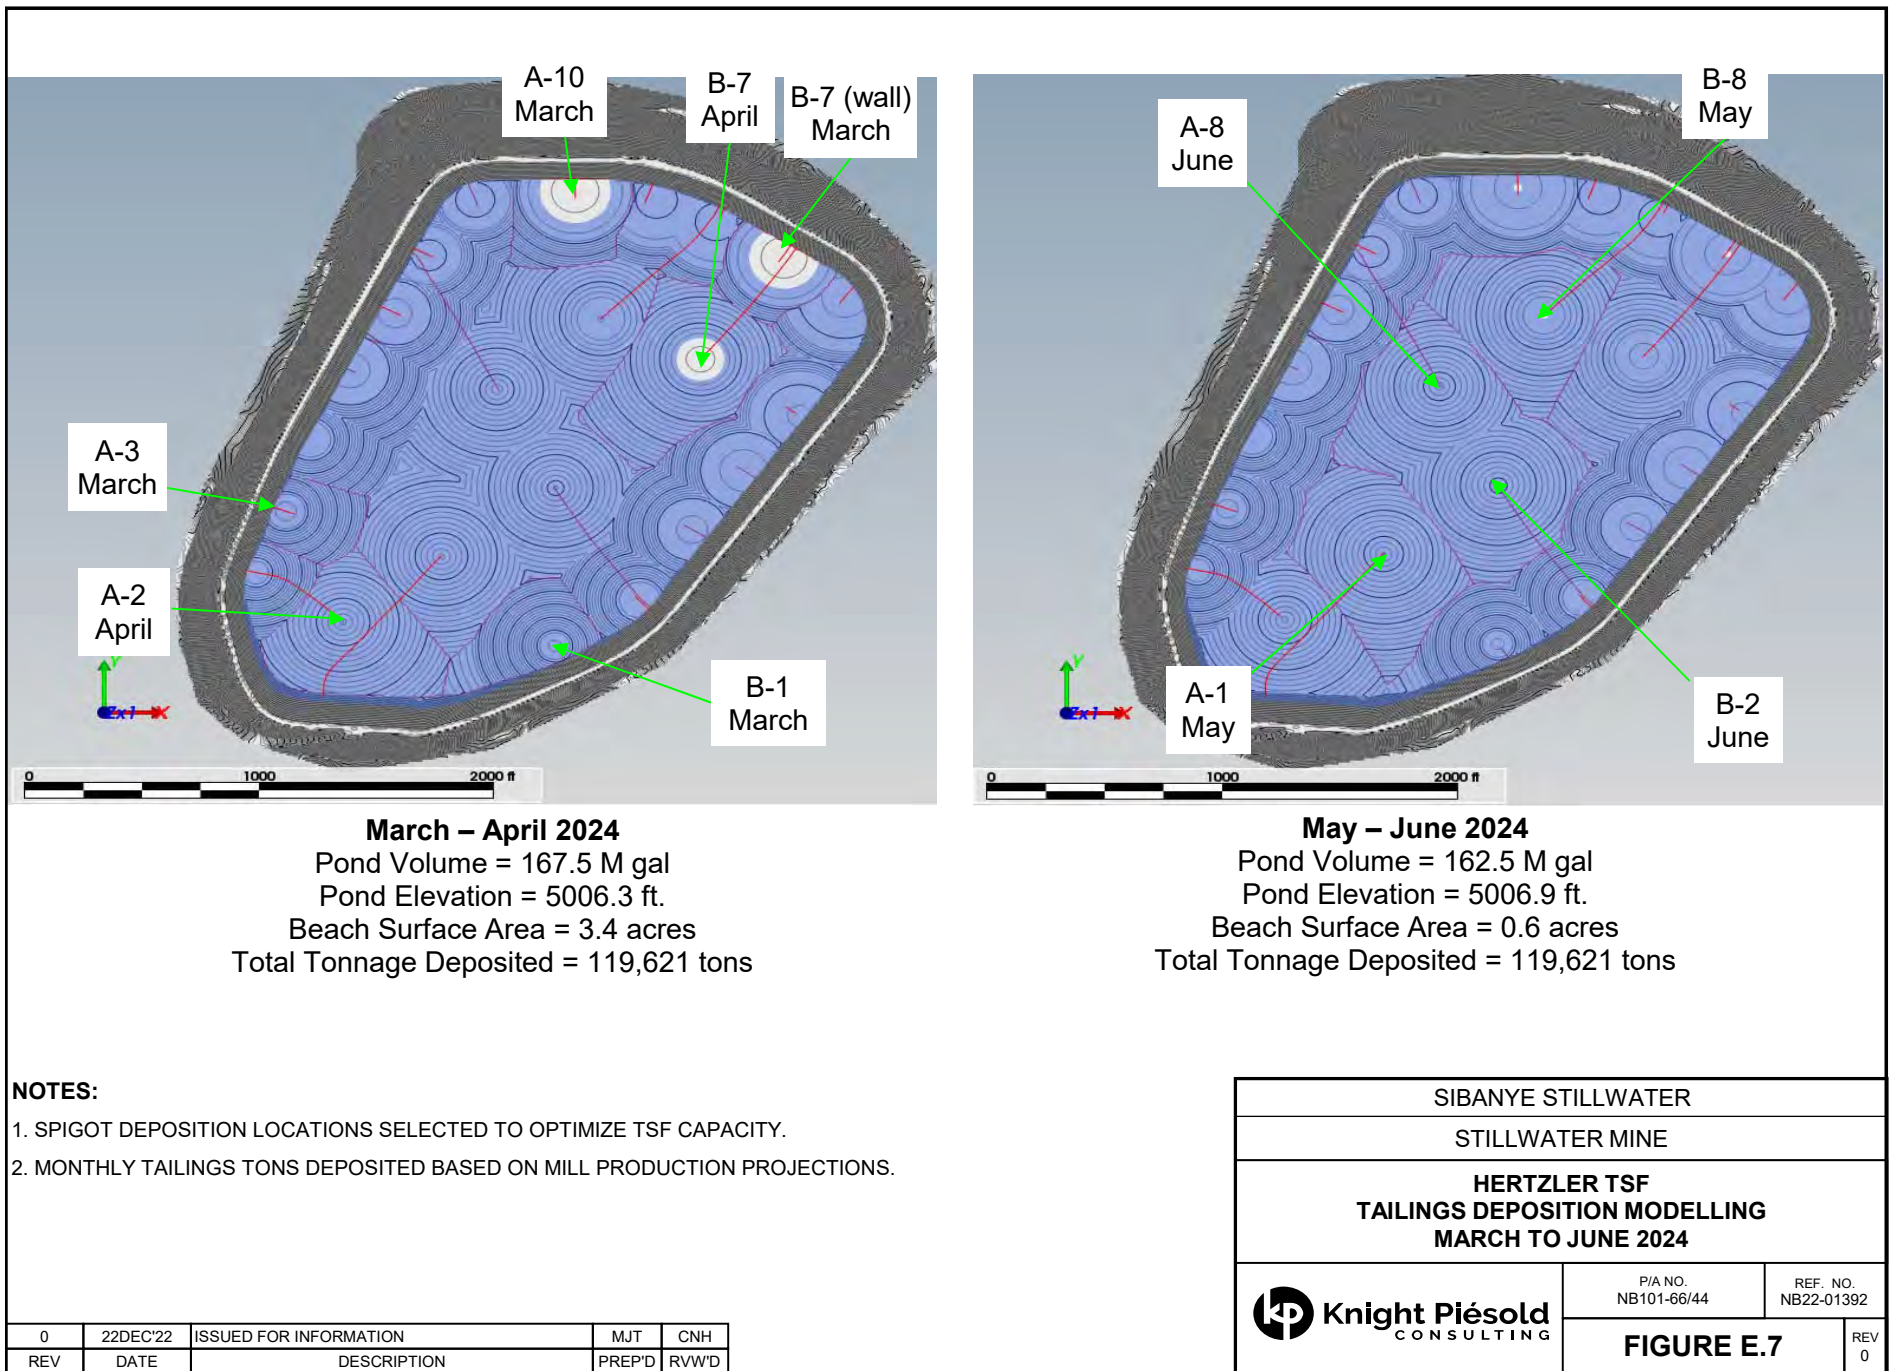 A-10
March
B-7
April
B-7 (wall)
March
A-3
March
A-2
April
B-1
March
Y
X
Zx1
0 1000 2000 ft
March – April 2024
Pond Volume = 167.5 M gal
Pond Elevation = 5006.3 ft.
Beach Surface Area = 3.4 acres
Total Tonnage Deposited = 119,621 tons
B-8
May
A-8
June
A-1
May
B-2
June
Y
X
Zx1
0 1000 2000 ft
May – June 2024
Pond Volume = 162.5 M gal
Pond Elevation = 5006.9 ft.
Beach Surface Area = 0.6 acres
Total Tonnage Deposited = 119,621 tons
NOTES:
1. SPIGOT DEPOSITION LOCATIONS SELECTED TO OPTIMIZE TSF CAPACITY.
2. MONTHLY TAILINGS TONS DEPOSITED BASED ON MILL PRODUCTION PROJECTIONS.
0 22DEC'22 ISSUED FOR INFORMATION MJT CNH
REV DATE DESCRIPTION PREP'D RVW'D
SIBANYE STILLWATER
STILLWATER MINE
HERTZLER TSF
TAILINGS DEPOSITION MODELLING
MARCH TO JUNE 2024
kp Knight Piésold
CONSULTING
P/A NO.
NB101-66/44
REF. NO.
NB22-01392
FIGURE E.7
REV
0